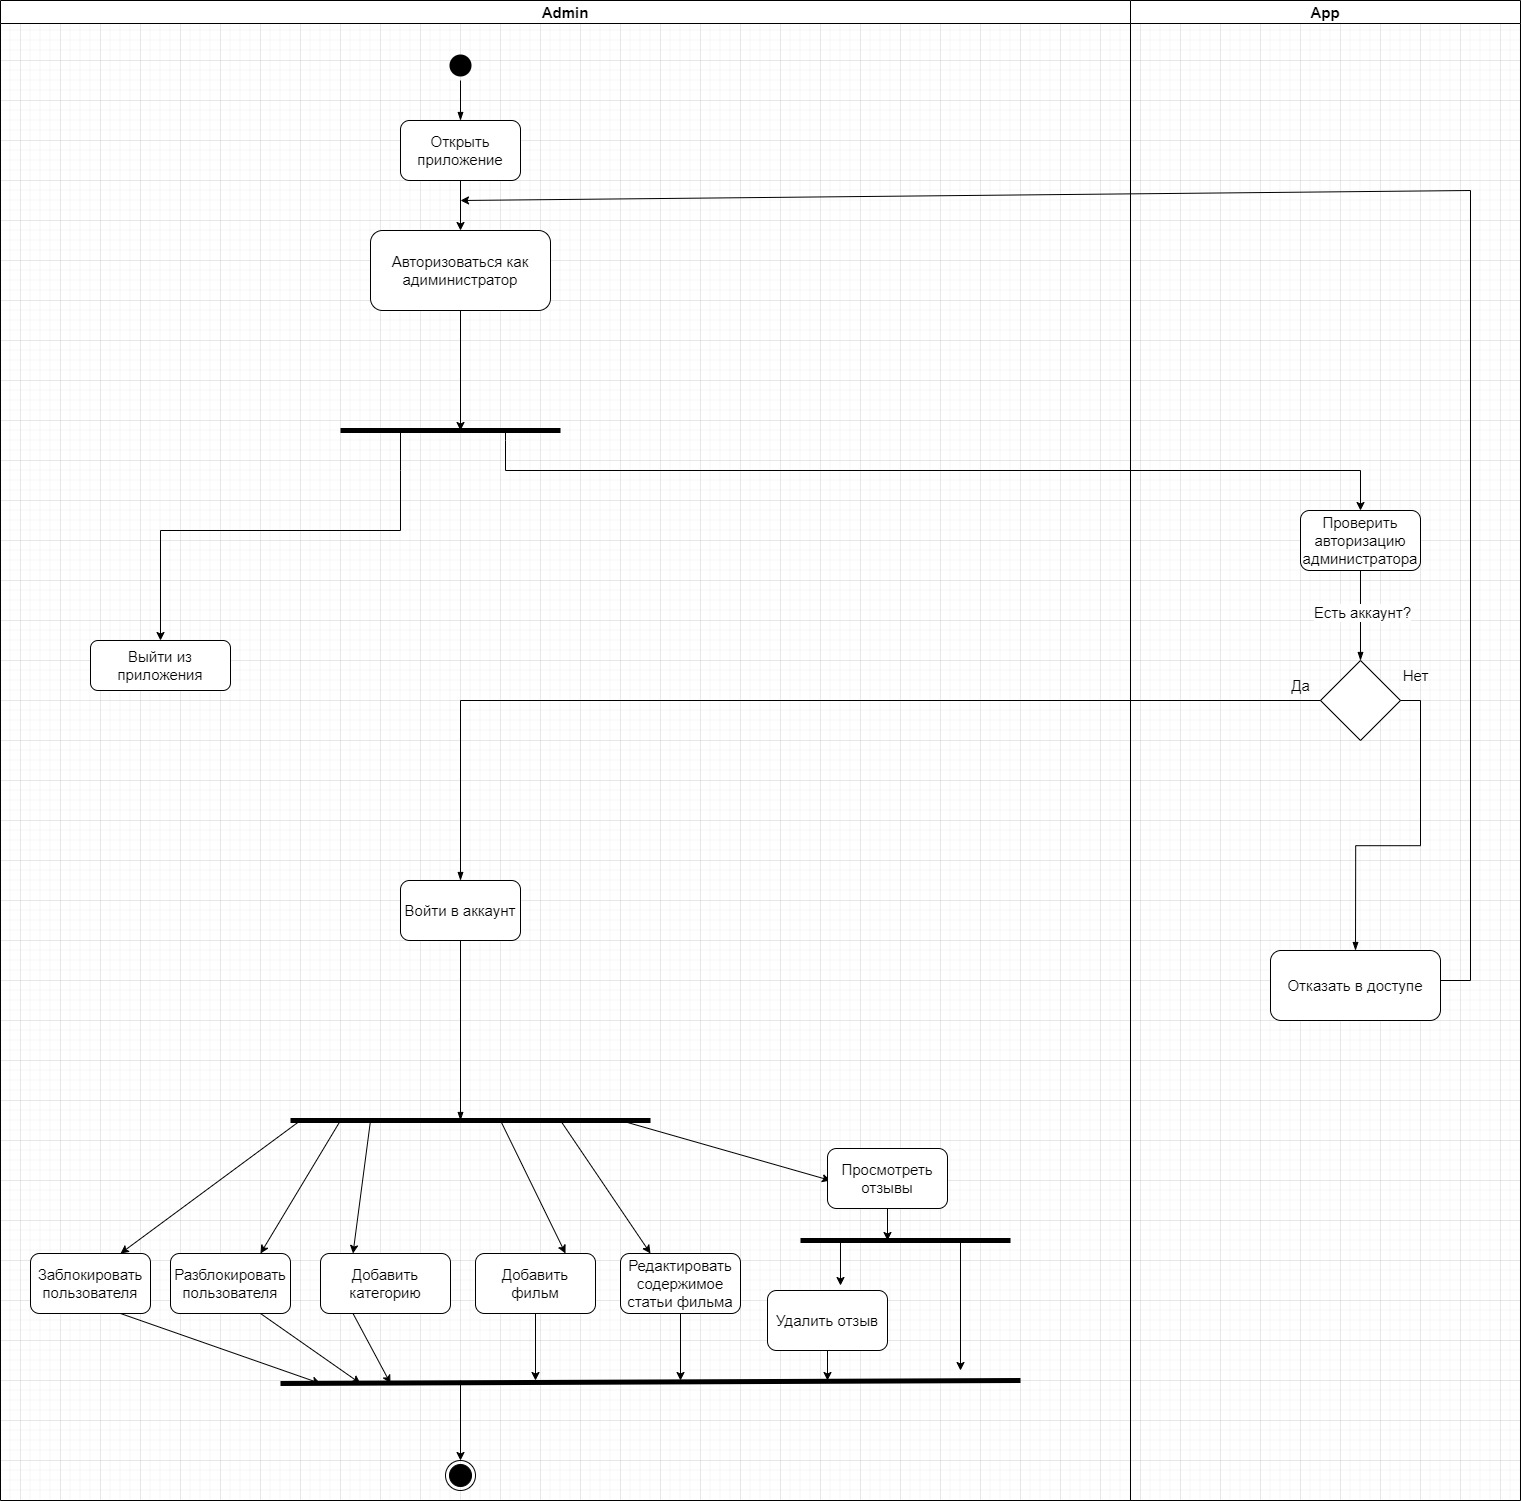 Admin
App
Открыть
приложение
Авторизоваться как
адиминистратор
Проверить
авторизацию
администратора
Есть аккаунт?
Выйти из
приложения
Да
Нет
Войти в аккаунт
Отказать в доступе
Просмотреть
отзывы
Заблокировать
пользователя
Разблокировать
пользователя
Добавить
категорию
Добавить
фильм
Редактировать
содержимое
статьи фильма
Удалить отзыв